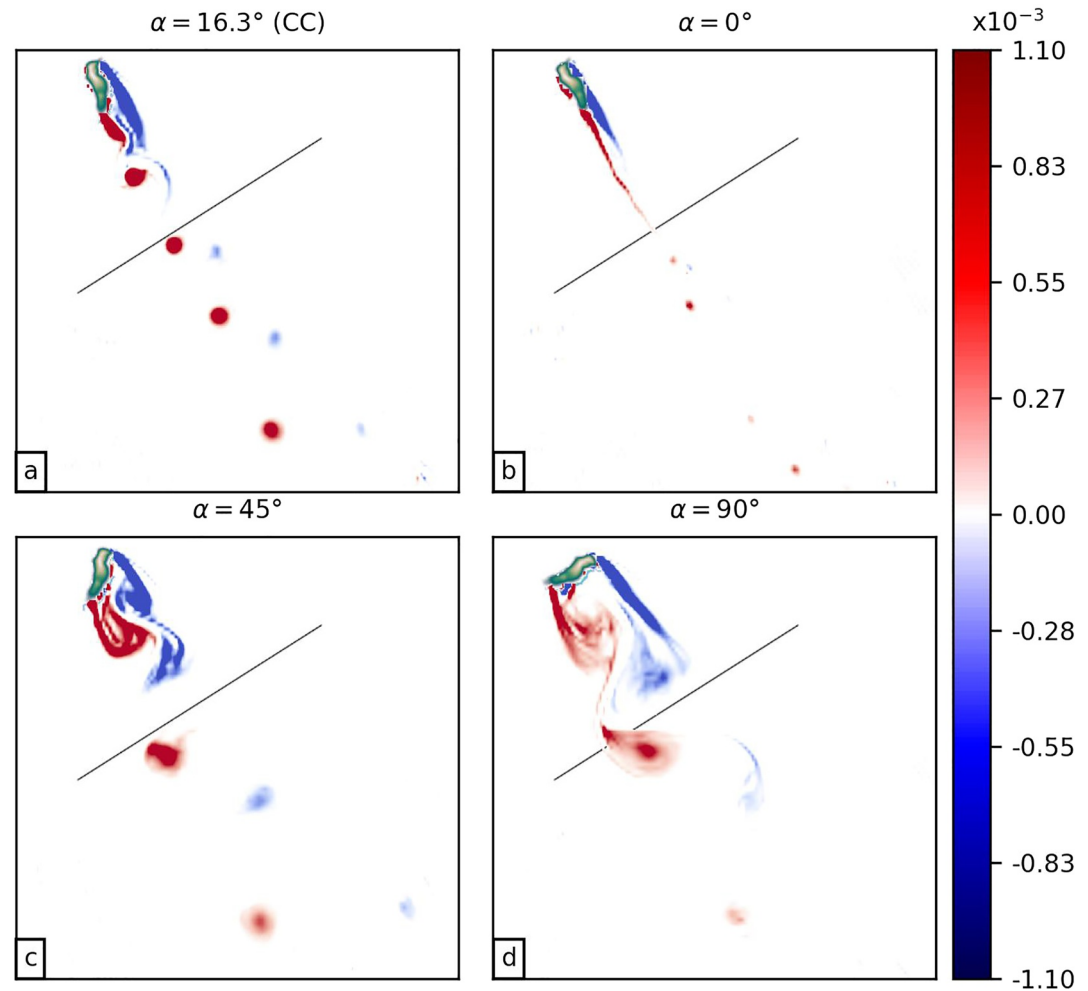 α = 16.3° (CC)
α = 0°
x10⁻³
1.10
0.83
0.55
0.27
0.00
-0.28
-0.55
-0.83
-1.10
a
b
α = 45°
α = 90°
c
d